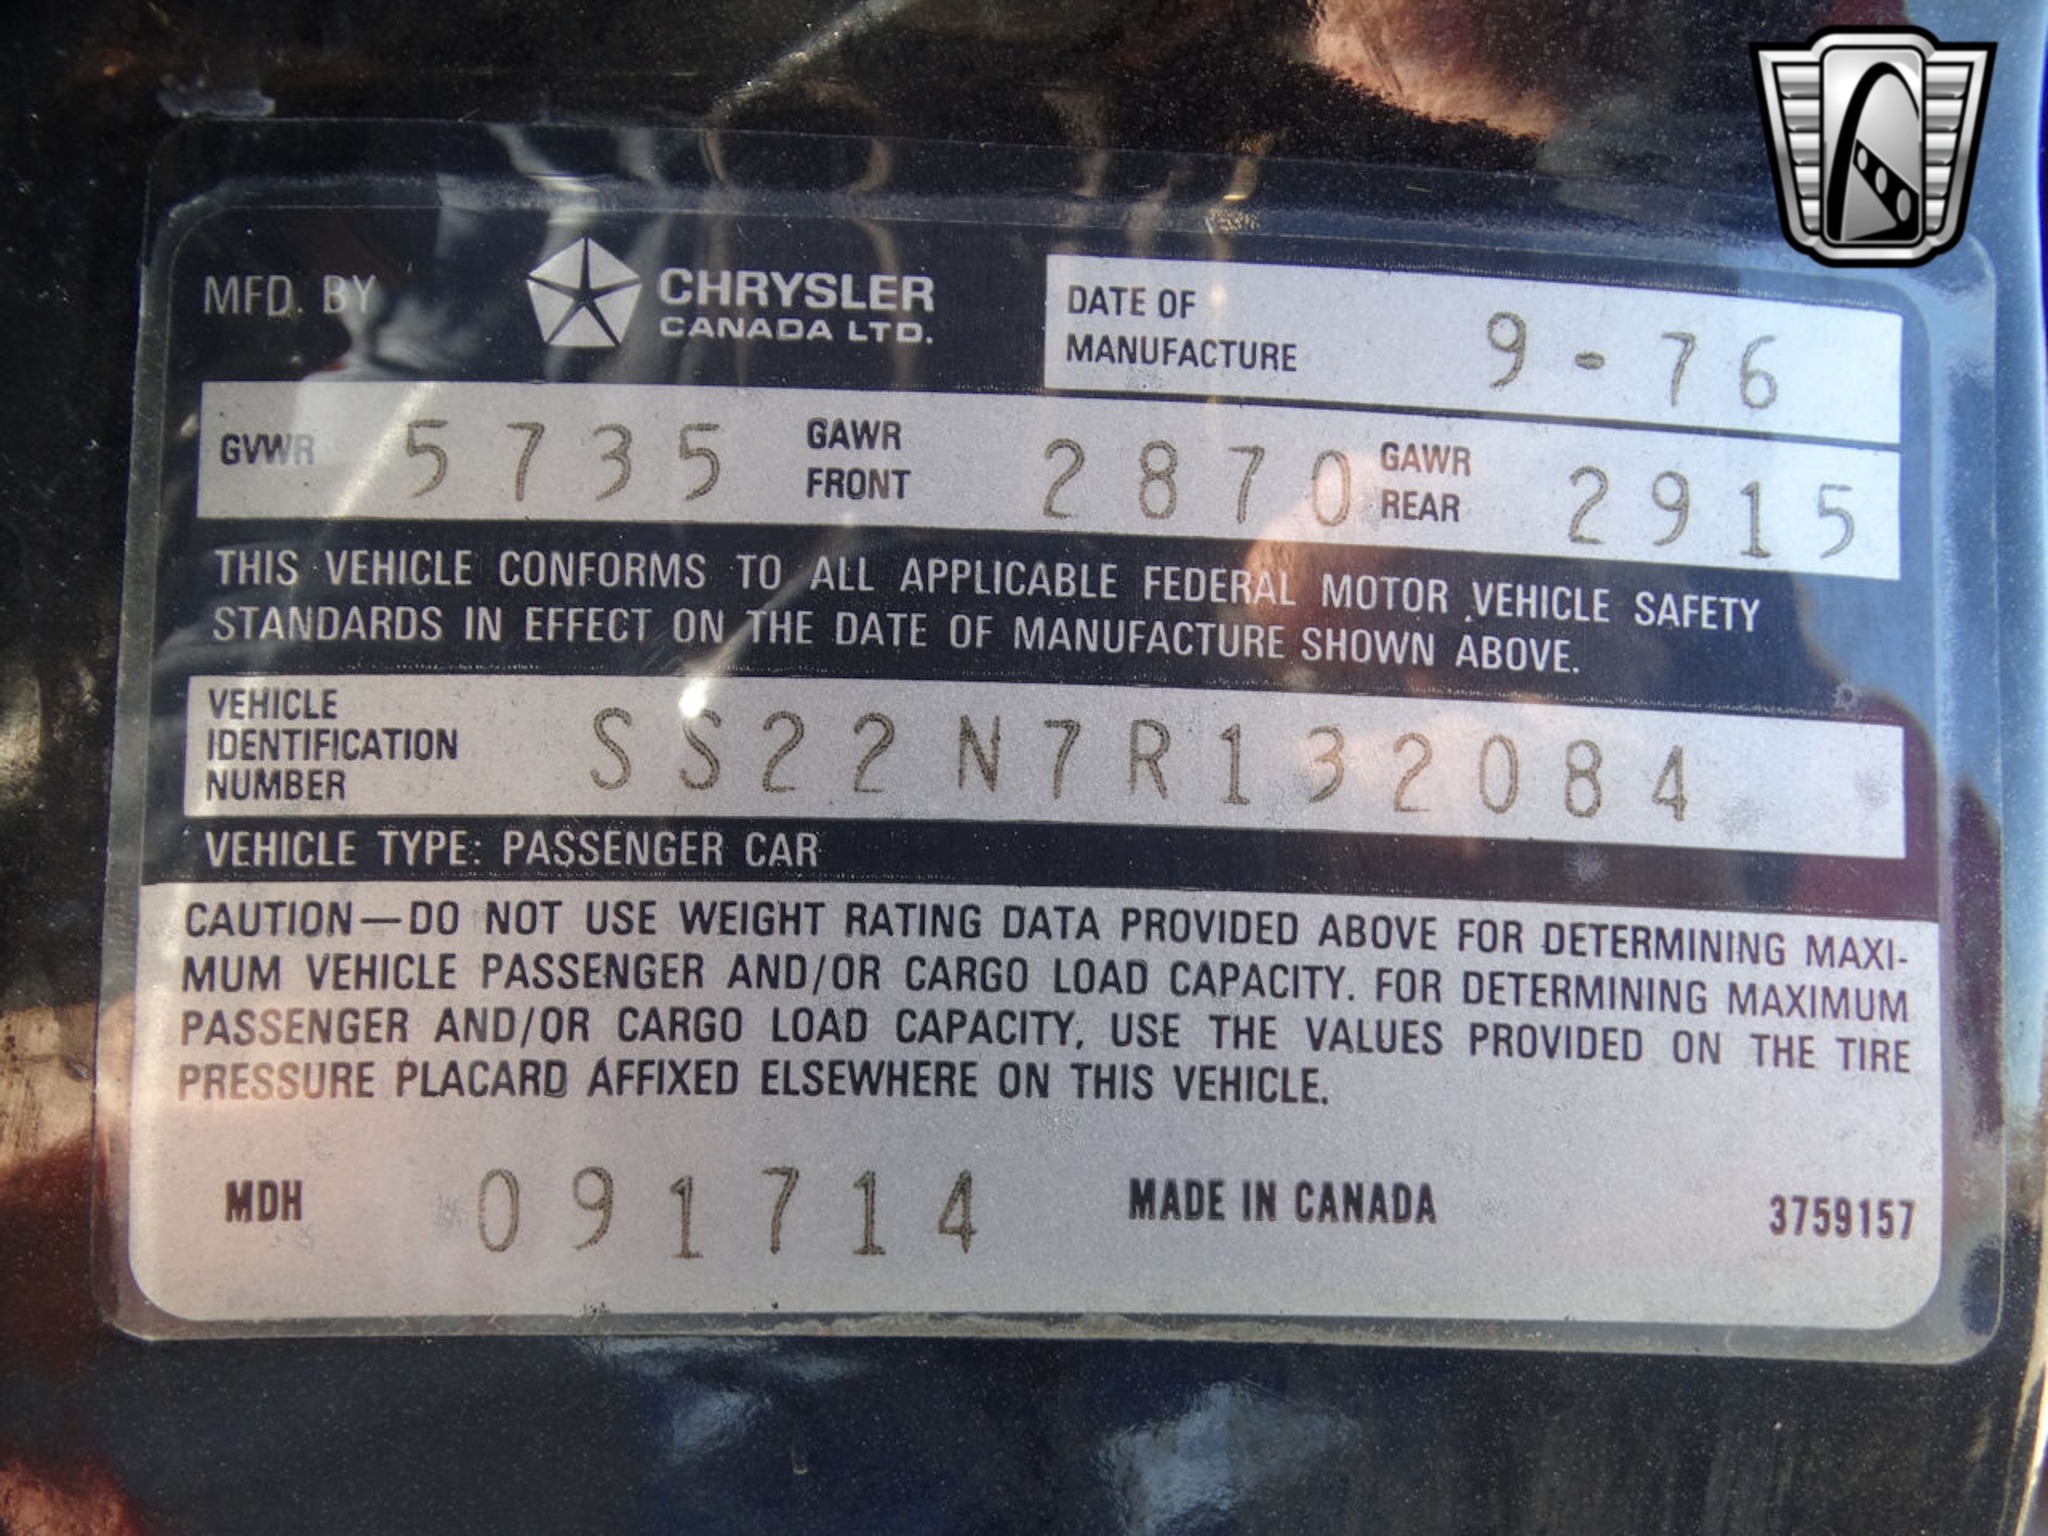 MFD. BY
CHRYSLER
CANADA LTD.
DATE OF
MANUFACTURE
9-76
GVWR 5735
GAWR
FRONT
2870
GAWR
REAR
2915
THIS VEHICLE CONFORMS TO ALL APPLICABLE FEDERAL MOTOR VEHICLE SAFETY
STANDARDS IN EFFECT ON THE DATE OF MANUFACTURE SHOWN ABOVE.
VEHICLE
IDENTIFICATION
NUMBER
SS22N7R132084
VEHICLE TYPE: PASSENGER CAR
CAUTION—DO NOT USE WEIGHT RATING DATA PROVIDED ABOVE FOR DETERMINING MAXI-
MUM VEHICLE PASSENGER AND/OR CARGO LOAD CAPACITY. FOR DETERMINING MAXIMUM
PASSENGER AND/OR CARGO LOAD CAPACITY, USE THE VALUES PROVIDED ON THE TIRE
PRESSURE PLACARD AFFIXED ELSEWHERE ON THIS VEHICLE.
MDH 091714 MADE IN CANADA 3759157